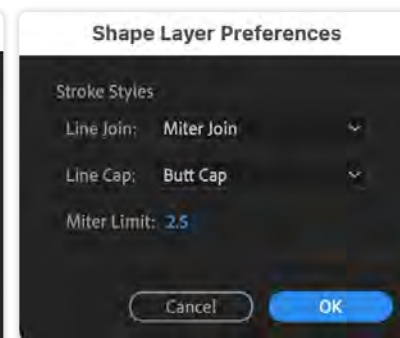 Shape Layer Preferences
Stroke Styles
Line Join: Miter Join
Line Cap: Butt Cap
Miter Limit: 2.5
Cancel OK